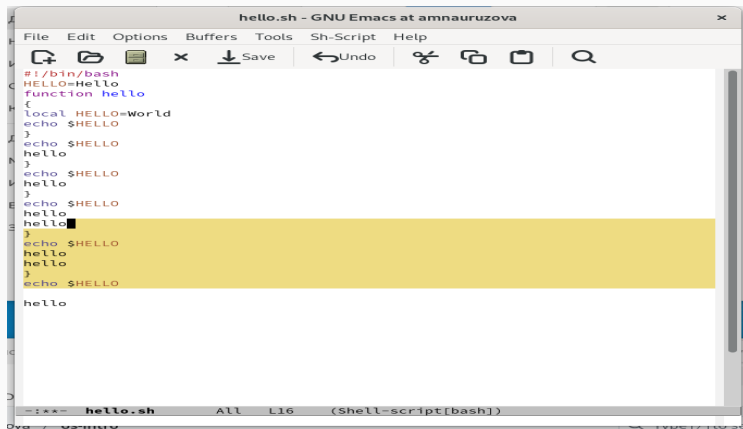 hello.sh - GNU Emacs at amnauruzova ×
File Edit Options Buffers Tools Sh-Script Help
Save Undo
#!/bin/bash
HELLO=Hello
function hello
{
local HELLO=World
echo $HELLO
}
echo $HELLO
hello
}
echo $HELLO
hello
}
echo $HELLO
hello
hello
}
echo $HELLO
hello
hello
}
echo $HELLO
hello
-:**- hello.sh All L16 (Shell-script[bash])